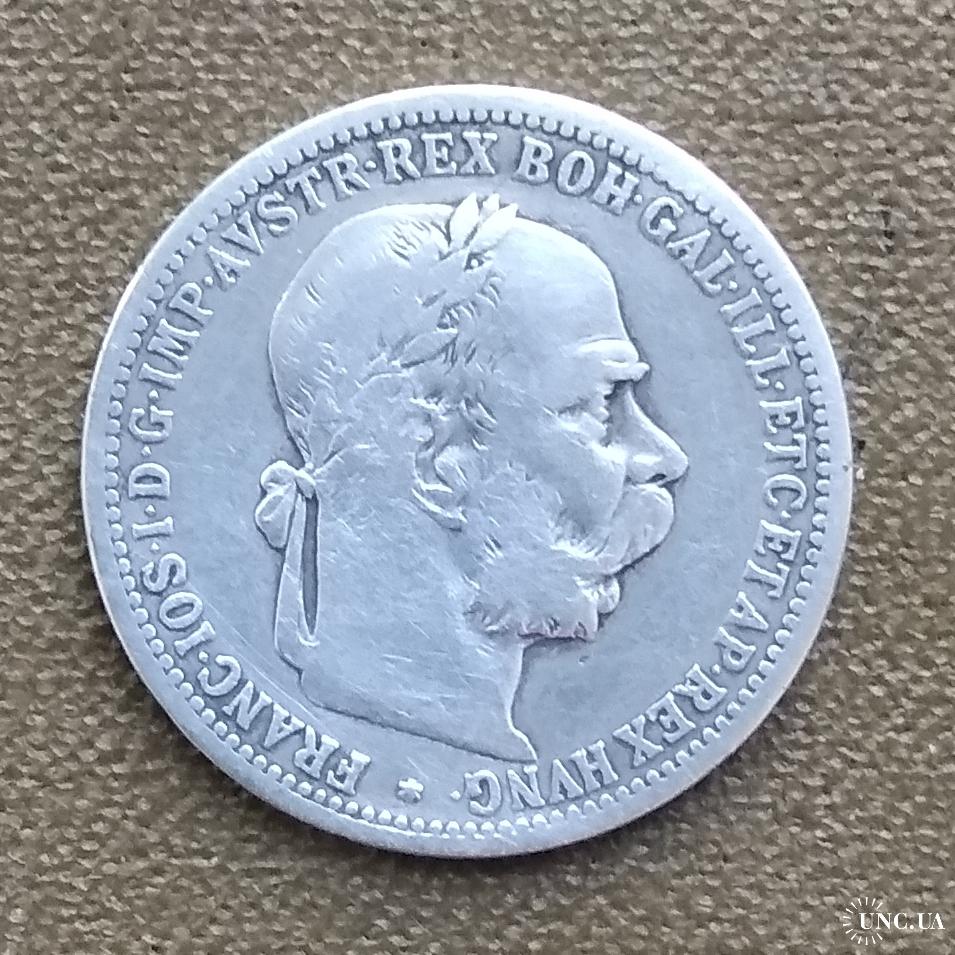 FRANC·IOS·I·D·G·IMP·AVSTR·REX BOH·GAL·ILL·ETC·ET AP·REX HVNG· *
UNC.UA